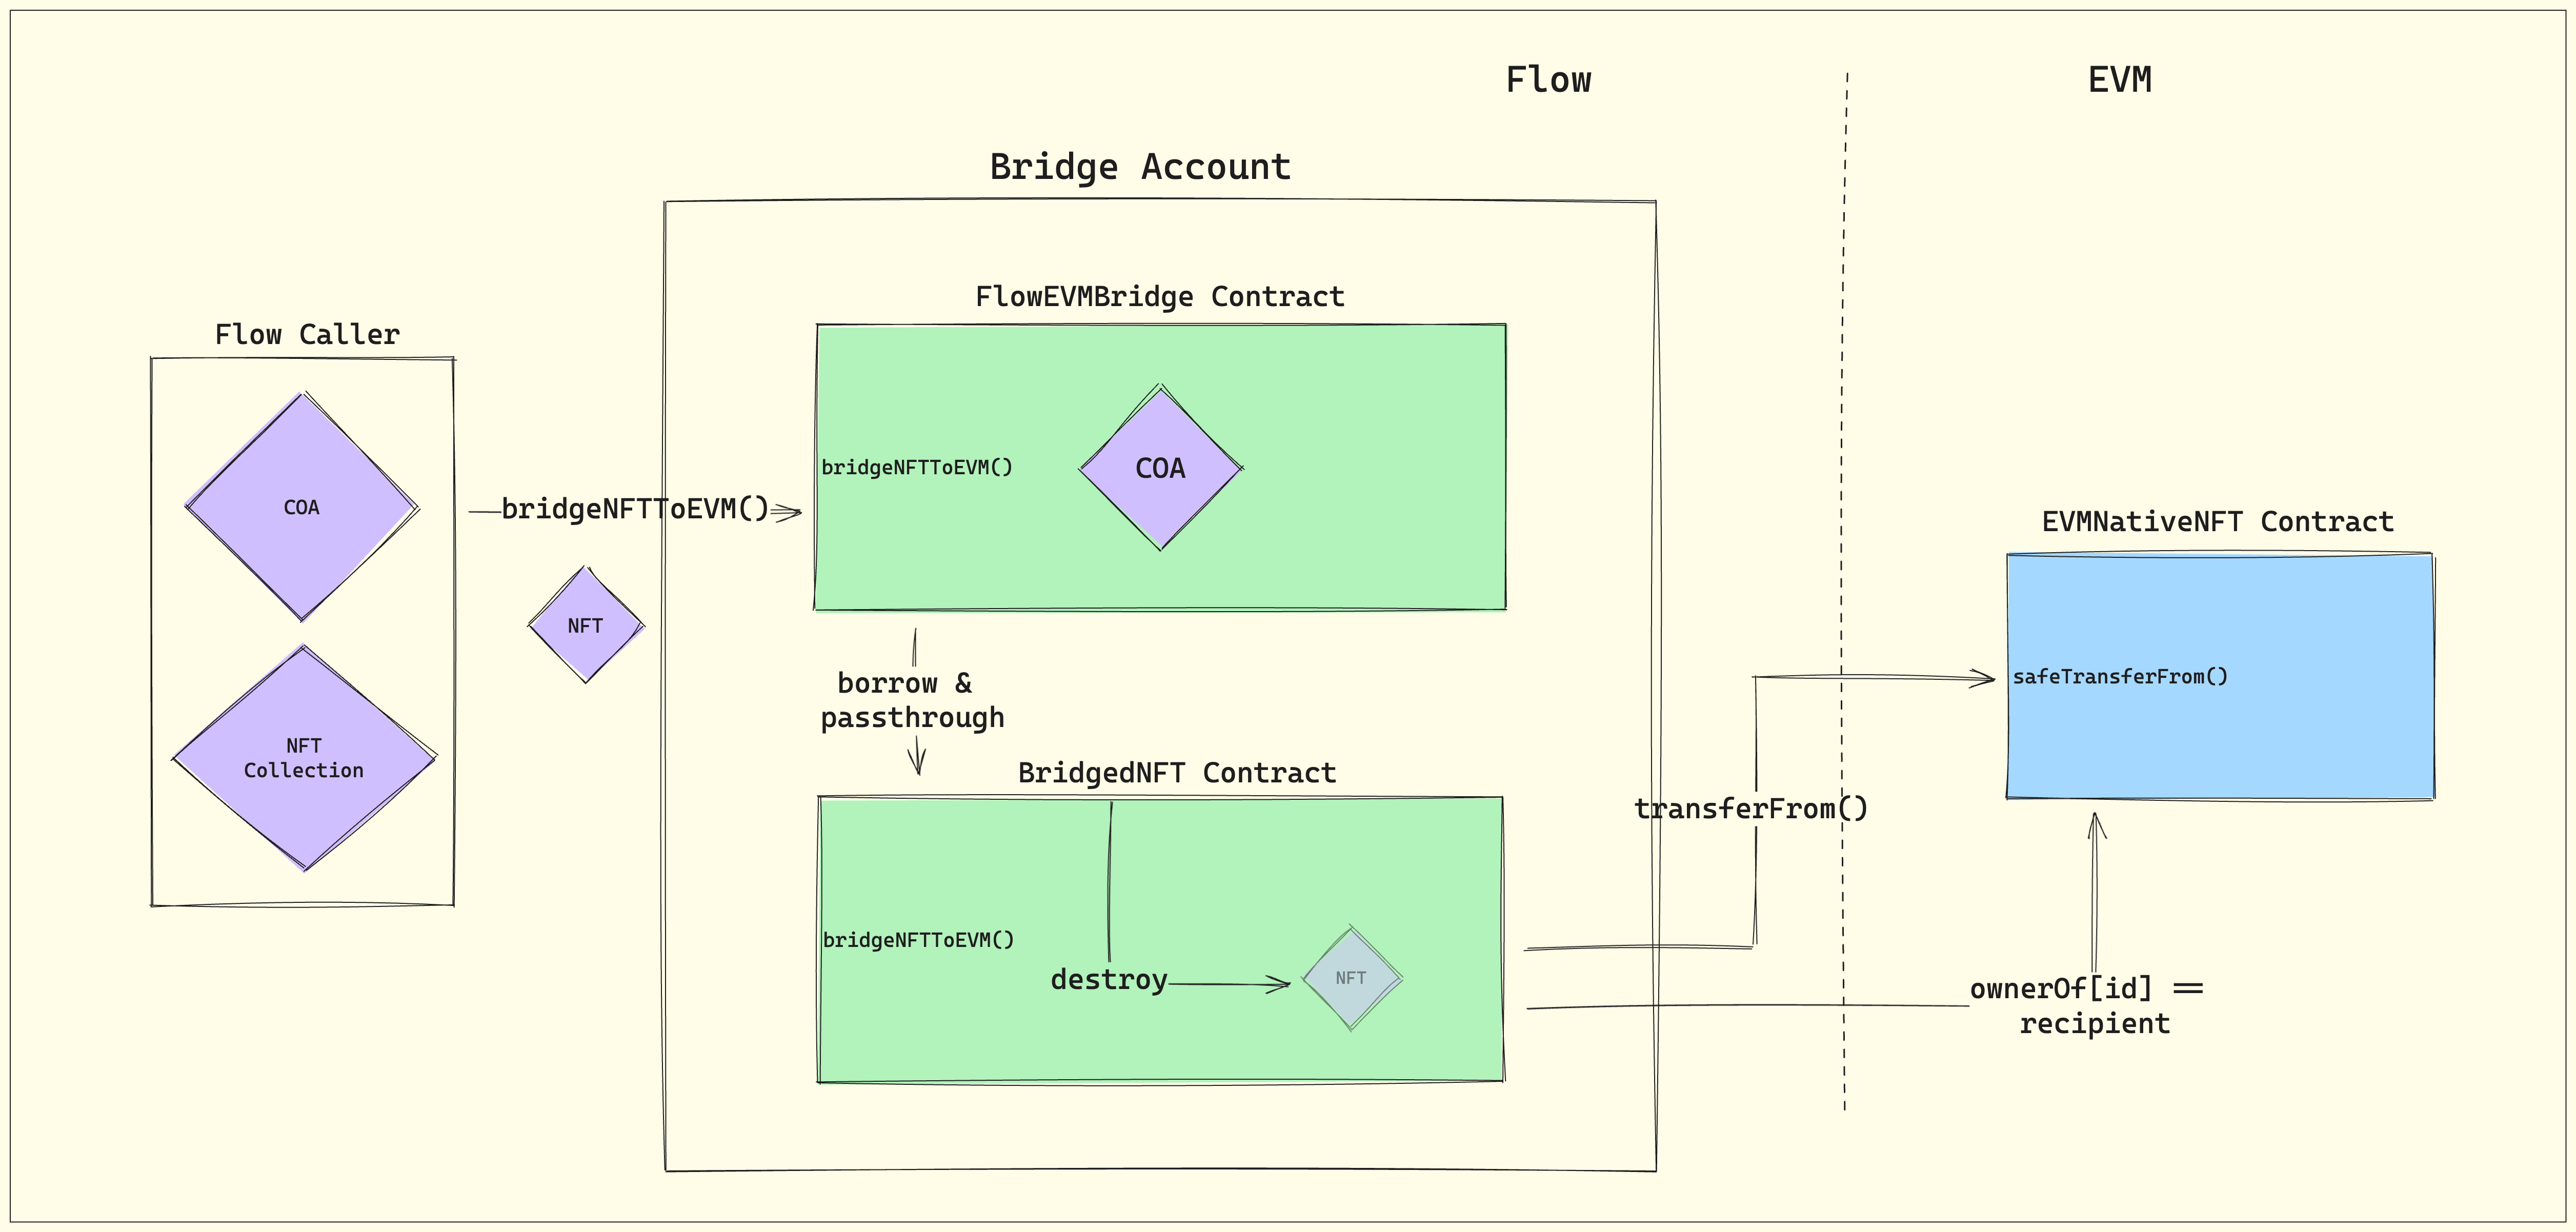 Flow
EVM
Bridge Account
FlowEVMBridge Contract
Flow Caller
COA
bridgeNFTToEVM()
COA
bridgeNFTToEVM()
NFT
NFT
Collection
borrow &
passthrough
BridgedNFT Contract
bridgeNFTToEVM()
destroy
NFT
transferFrom()
EVMNativeNFT Contract
safeTransferFrom()
ownerOf[id] ==
recipient